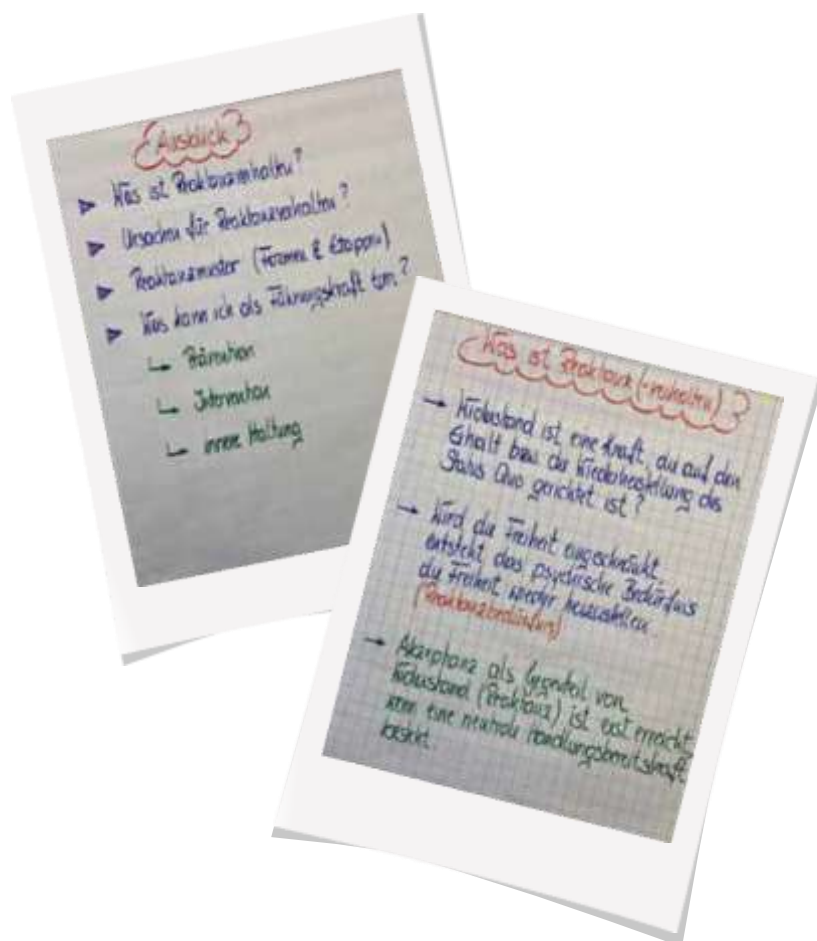 Ausblick
Was ist Reaktanzverhalten?
Ursachen für Reaktanzverhalten?
Reaktanzmuster (Formen & Etappen)
Was kann ich als Führungskraft tun?
Prävention
Intervention
innere Haltung
Was ist Reaktanz (-verhalten)?
Widerstand ist eine Kraft, die auf den
Erhalt bzw. die Wiederherstellung des
Status Quo gerichtet ist?
Wird die Freiheit eingeschränkt,
entsteht das psychische Bedürfnis
die Freiheit wieder herzustellen.
(Reaktanzbedürfnis)
Akzeptanz als Gegenteil von
Widerstand (Reaktanz) ist erst erreicht,
wenn eine neutrale Handlungsbereitschaft
besteht.